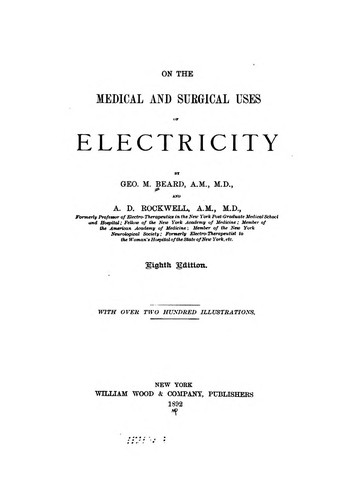 ON THE
MEDICAL AND SURGICAL USES
OF
ELECTRICITY
BY
GEO. M. BEARD, A.M., M.D.,
AND
A. D. ROCKWELL, A.M., M.D.,
Formerly Professor of Electro-Therapeutics in the New York Post-Graduate Medical School
and Hospital; Fellow of the New York Academy of Medicine; Member of
the American Academy of Medicine; Member of the New York
Neurological Society; Formerly Electro-Therapeutist to
the Woman's Hospital of the State of New York, etc.
Eighth Edition.
WITH OVER TWO HUNDRED ILLUSTRATIONS.
NEW YORK
WILLIAM WOOD & COMPANY, PUBLISHERS
1892